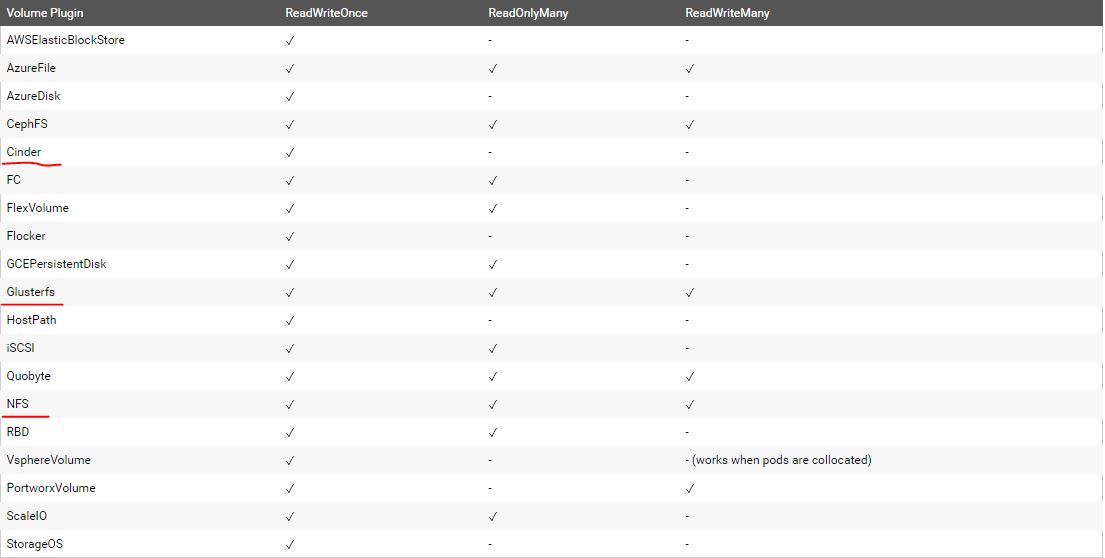 Volume Plugin ReadWriteOnce ReadOnlyMany ReadWriteMany
AWSElasticBlockStore ✓ - -
AzureFile ✓ ✓ ✓
AzureDisk ✓ - -
CephFS ✓ ✓ ✓
Cinder ✓ - -
FC ✓ ✓ -
FlexVolume ✓ ✓ -
Flocker ✓ - -
GCEPersistentDisk ✓ ✓ -
Glusterfs ✓ ✓ ✓
HostPath ✓ - -
iSCSI ✓ ✓ -
Quobyte ✓ ✓ ✓
NFS ✓ ✓ ✓
RBD ✓ ✓ -
VsphereVolume ✓ - - (works when pods are collocated)
PortworxVolume ✓ - ✓
ScaleIO ✓ ✓ -
StorageOS ✓ - -